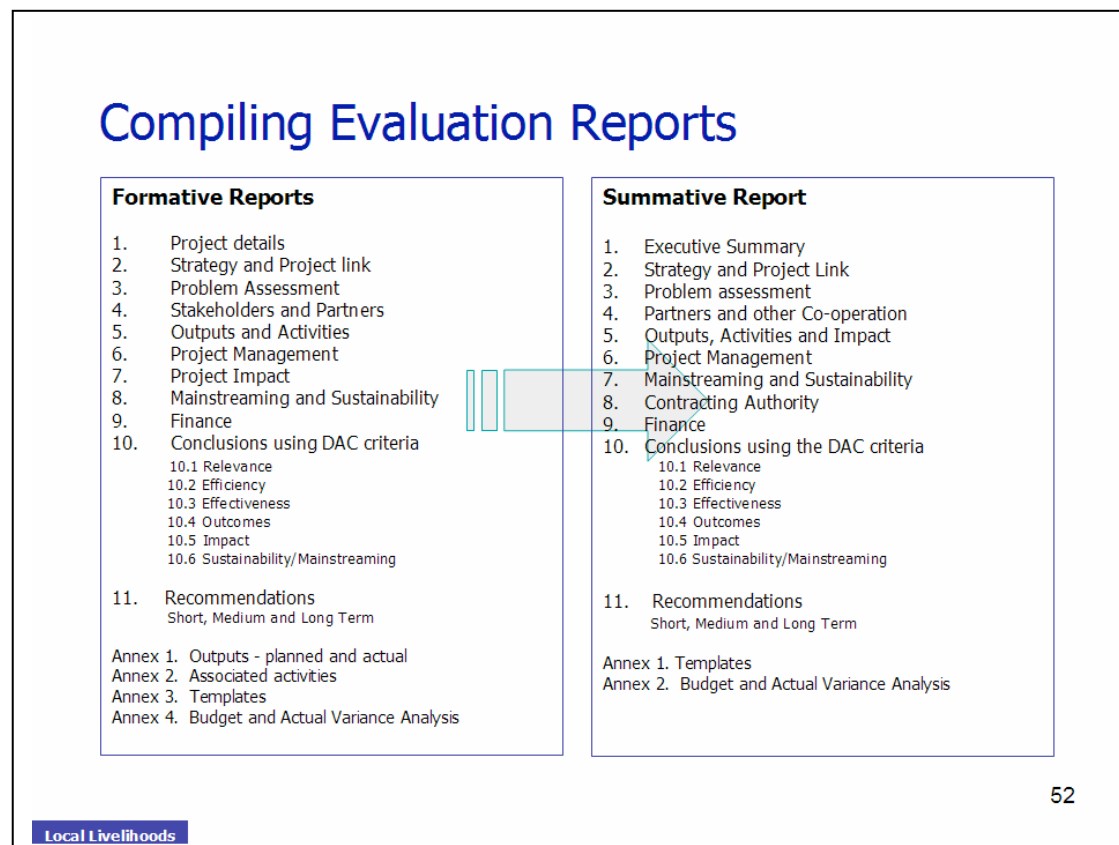 Compiling Evaluation Reports
Formative Reports
1. Project details
2. Strategy and Project link
3. Problem Assessment
4. Stakeholders and Partners
5. Outputs and Activities
6. Project Management
7. Project Impact
8. Mainstreaming and Sustainability
9. Finance
10. Conclusions using DAC criteria
10.1 Relevance
10.2 Efficiency
10.3 Effectiveness
10.4 Outcomes
10.5 Impact
10.6 Sustainability/Mainstreaming
11. Recommendations
Short, Medium and Long Term
Annex 1. Outputs - planned and actual
Annex 2. Associated activities
Annex 3. Templates
Annex 4. Budget and Actual Variance Analysis
Summative Report
1. Executive Summary
2. Strategy and Project Link
3. Problem assessment
4. Partners and other Co-operation
5. Outputs, Activities and Impact
6. Project Management
7. Mainstreaming and Sustainability
8. Contracting Authority
9. Finance
10. Conclusions using the DAC criteria
10.1 Relevance
10.2 Efficiency
10.3 Effectiveness
10.4 Outcomes
10.5 Impact
10.6 Sustainability/Mainstreaming
11. Recommendations
Short, Medium and Long Term
Annex 1. Templates
Annex 2. Budget and Actual Variance Analysis
52
Local Livelihoods